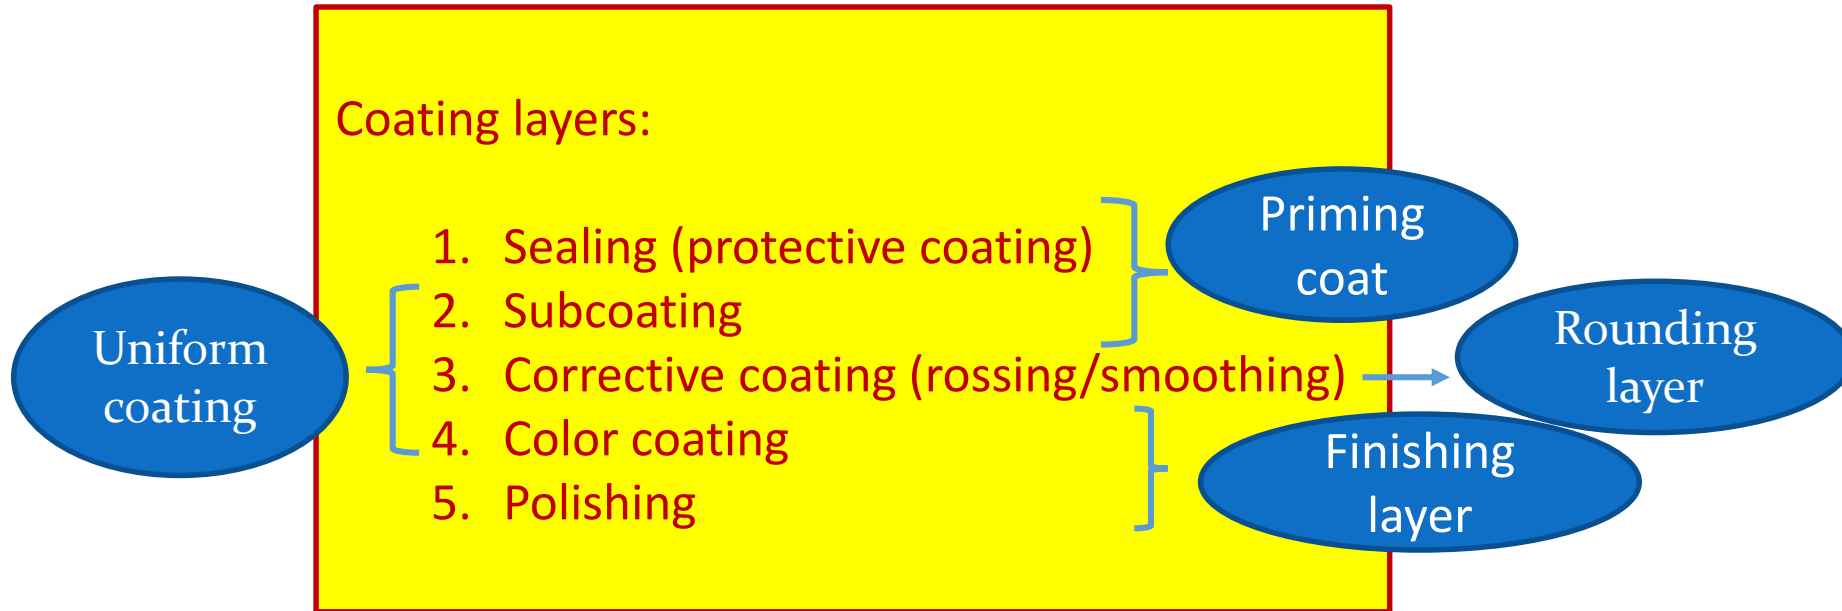 Coating layers:
1. Sealing (protective coating)
2. Subcoating
3. Corrective coating (rossing/smoothing)
4. Color coating
5. Polishing
Uniform
coating
Priming
coat
Rounding
layer
Finishing
layer